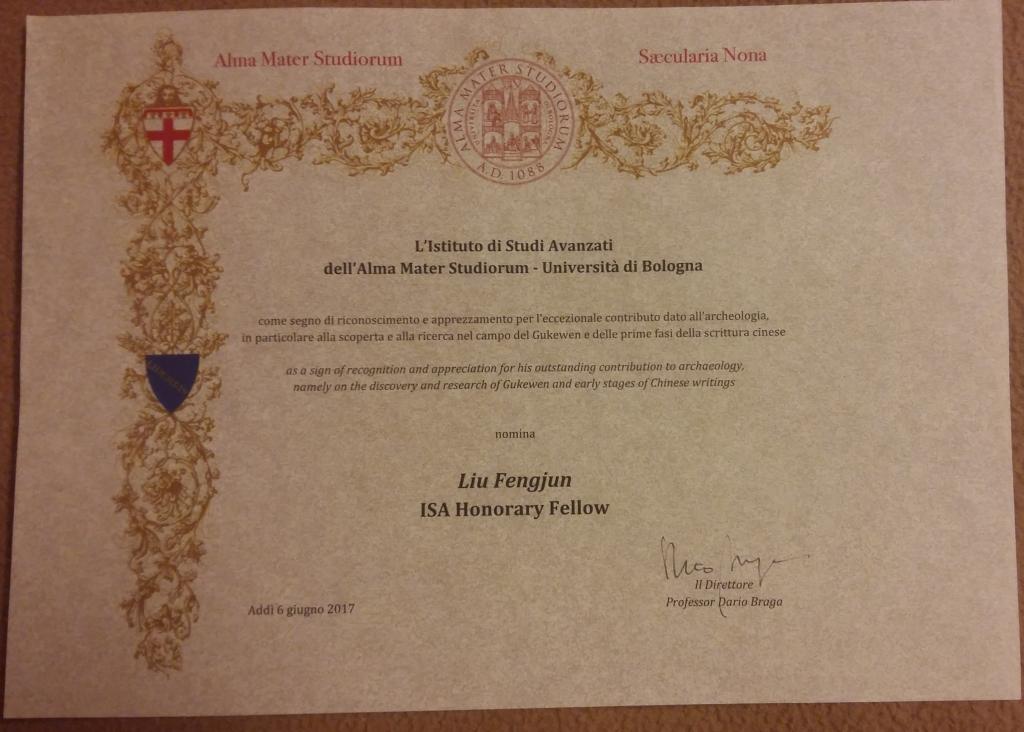 Alma Mater Studiorum
Sæcularia Nona
ALMA MATER STUDIORUM
A.D. 1088
L'Istituto di Studi Avanzati
dell'Alma Mater Studiorum - Università di Bologna
come segno di riconoscimento e apprezzamento per l'eccezionale contributo dato all'archeologia,
in particolare alla scoperta e alla ricerca nel campo del Gukewen e delle prime fasi della scrittura cinese
as a sign of recognition and appreciation for his outstanding contribution to archaeology,
namely on the discovery and research of Gukewen and early stages of Chinese writings
nomina
Liu Fengjun
ISA Honorary Fellow
Il Direttore
Professor Dario Braga
Addì 6 giugno 2017